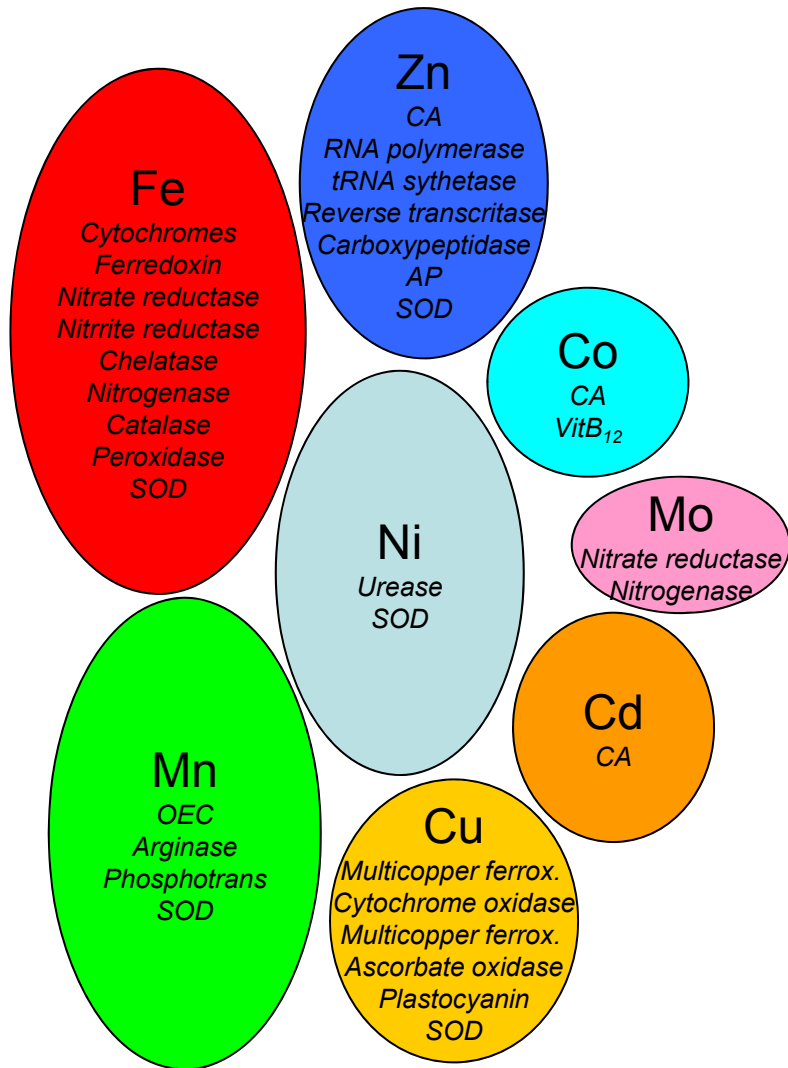 Zn
CA
RNA polymerase
tRNA sythetase
Reverse transcritase
Carboxypeptidase
AP
SOD
Fe
Cytochromes
Ferredoxin
Nitrate reductase
Nitrrite reductase
Chelatase
Nitrogenase
Catalase
Peroxidase
SOD
Co
CA
VitB₁₂
Ni
Urease
SOD
Mo
Nitrate reductase
Nitrogenase
Cd
CA
Mn
OEC
Arginase
Phosphotrans
SOD
Cu
Multicopper ferrox.
Cytochrome oxidase
Multicopper ferrox.
Ascorbate oxidase
Plastocyanin
SOD